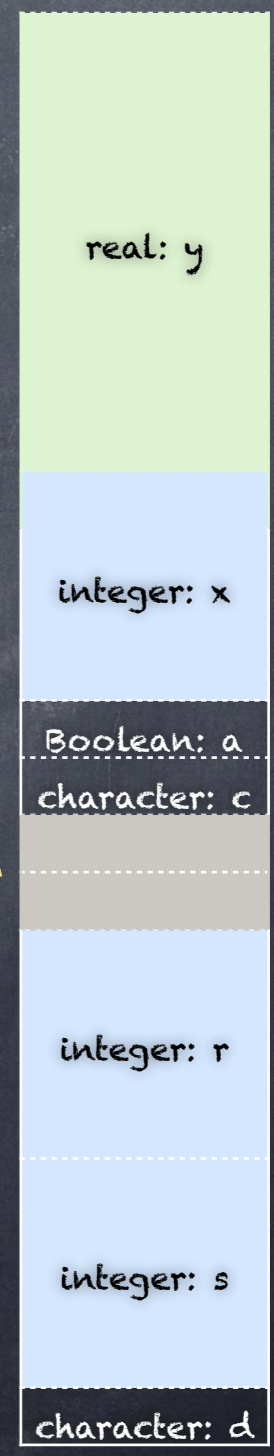 real: y
integer: x
Boolean: a
character: c
integer: r
integer: s
character: d